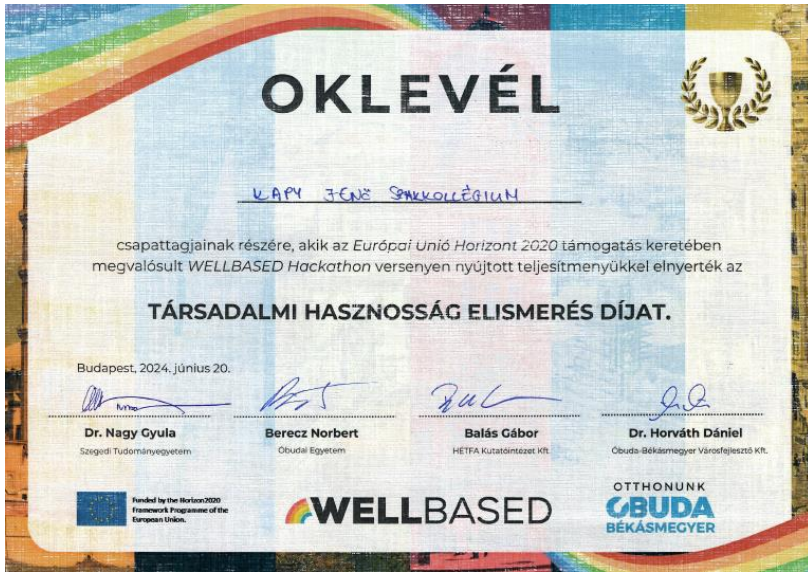 OKLEVÉL
KAPY JENŐ SZAKKOLLÉGIUM
csapattagjainak részére, akik az Európai Unió Horizont 2020 támogatás keretében
megvalósult WELLBASED Hackathon versenyen nyújtott teljesítményükkel elnyerték az
TÁRSADALMI HASZNOSSÁG ELISMERÉS DÍJAT.
Budapest, 2024. június 20.
Dr. Nagy Gyula
Szegedi Tudományegyetem
Berecz Norbert
Óbudai Egyetem
Balás Gábor
HÉTFA Kutatóintézet Kft.
Dr. Horváth Dániel
Óbuda-Békásmegyer Városfejlesztő Kft.
Funded by the Horizon2020
Framework Programme of the
European Union.
WELLBASED
OTTHONUNK
ÓBUDA
BÉKÁSMEGYER